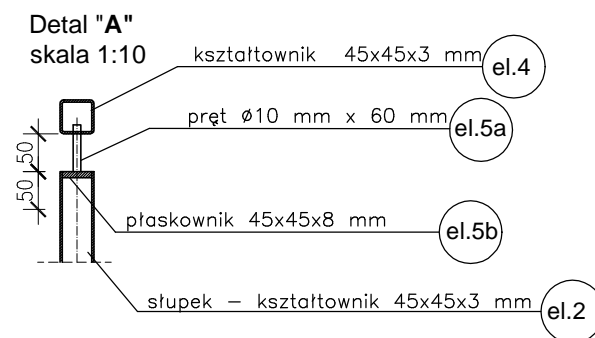 Detal "A"
skala 1:10
kształtownik 45x45x3 mm
el.4
pręt Ø10 mm x 60 mm
el.5a
50
50
płaskownik 45x45x8 mm
el.5b
słupek – kształtownik 45x45x3 mm
el.2